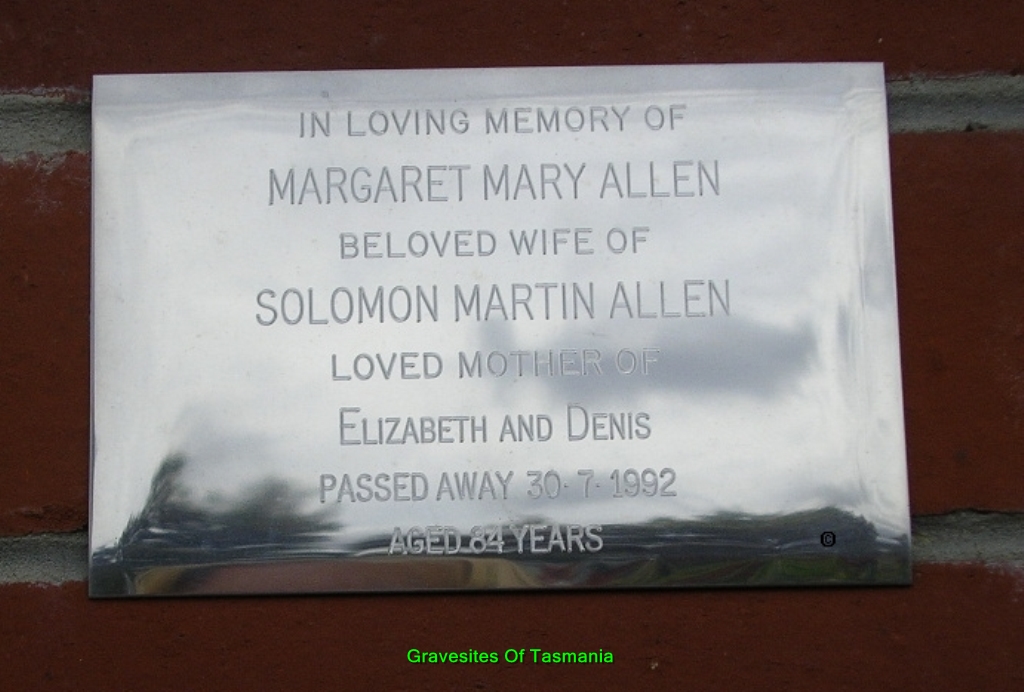 IN LOVING MEMORY OF
MARGARET MARY ALLEN
BELOVED WIFE OF
SOLOMON MARTIN ALLEN
LOVED MOTHER OF
ELIZABETH AND DENIS
PASSED AWAY 30·7·1992
AGED 84 YEARS
©
Gravesites Of Tasmania